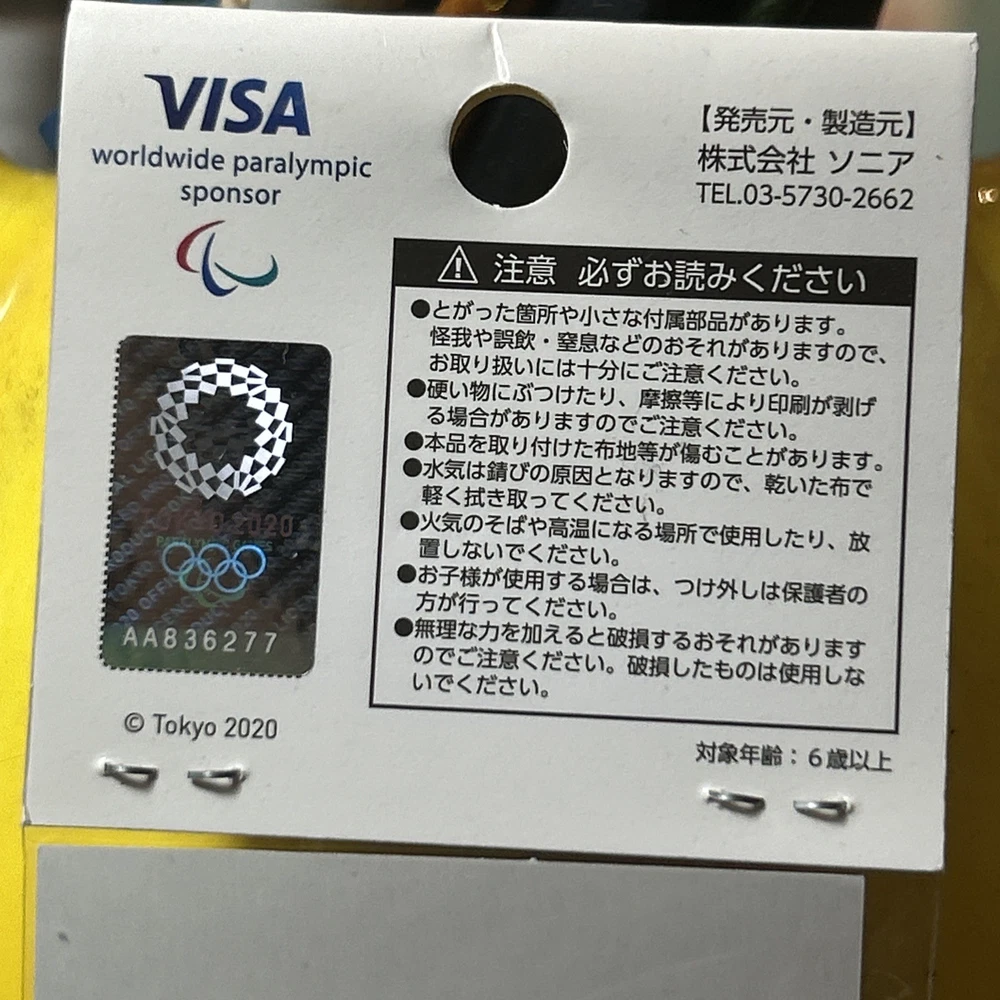 VISA
worldwide paralympic
sponsor
【発売元・製造元】
株式会社 ソニア
TEL.03-5730-2662
注意 必ずお読みください
●とがった箇所や小さな付属部品があります。
怪我や誤飲・窒息などのおそれがありますので、
お取り扱いには十分にご注意ください。
●硬い物にぶつけたり、摩擦等により印刷が剥げ
る場合がありますのでご注意ください。
●本品を取り付けた布地等が傷むことがあります。
●水気は錆びの原因となりますので、乾いた布で
軽く拭き取ってください。
●火気のそばや高温になる場所で使用したり、放
置しないでください。
●お子様が使用する場合は、つけ外しは保護者の
方が行ってください。
●無理な力を加えると破損するおそれがあります
のでご注意ください。破損したものは使用しな
いでください。
対象年齢：6歳以上
TOKYO 2020
AA836277
© Tokyo 2020